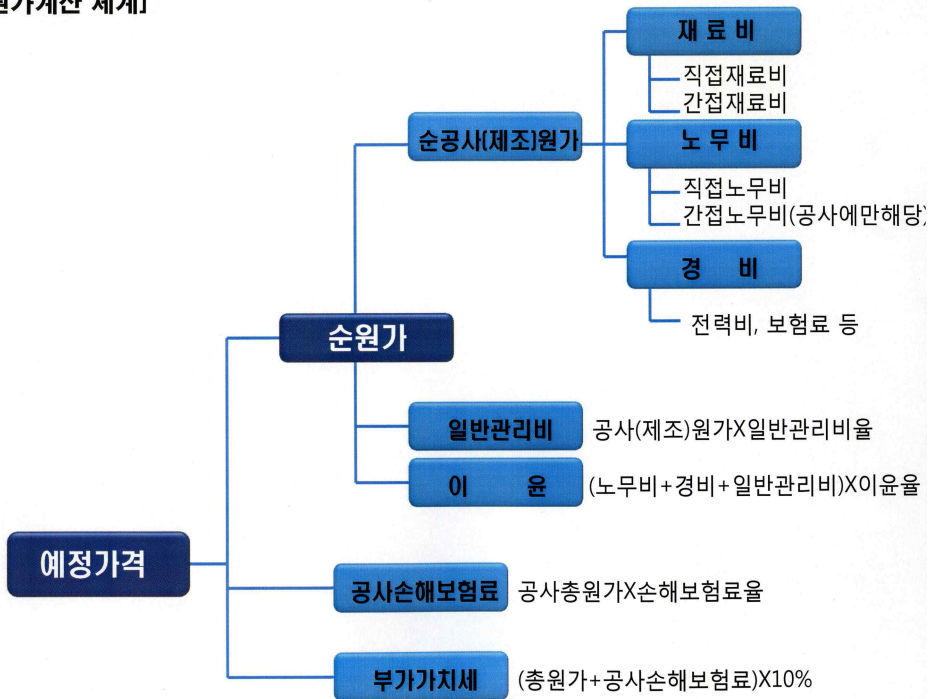 원가계산 체계]
재 료 비
직접재료비
간접재료비
순공사(제조)원가
노 무 비
직접노무비
간접노무비(공사에만해당)
경 비
전력비, 보험료 등
순원가
일반관리비 공사(제조)원가X일반관리비율
이 윤 (노무비+경비+일반관리비)X이윤율
예정가격
공사손해보험료 공사총원가X손해보험료율
부가가치세 (총원가+공사손해보험료)X10%